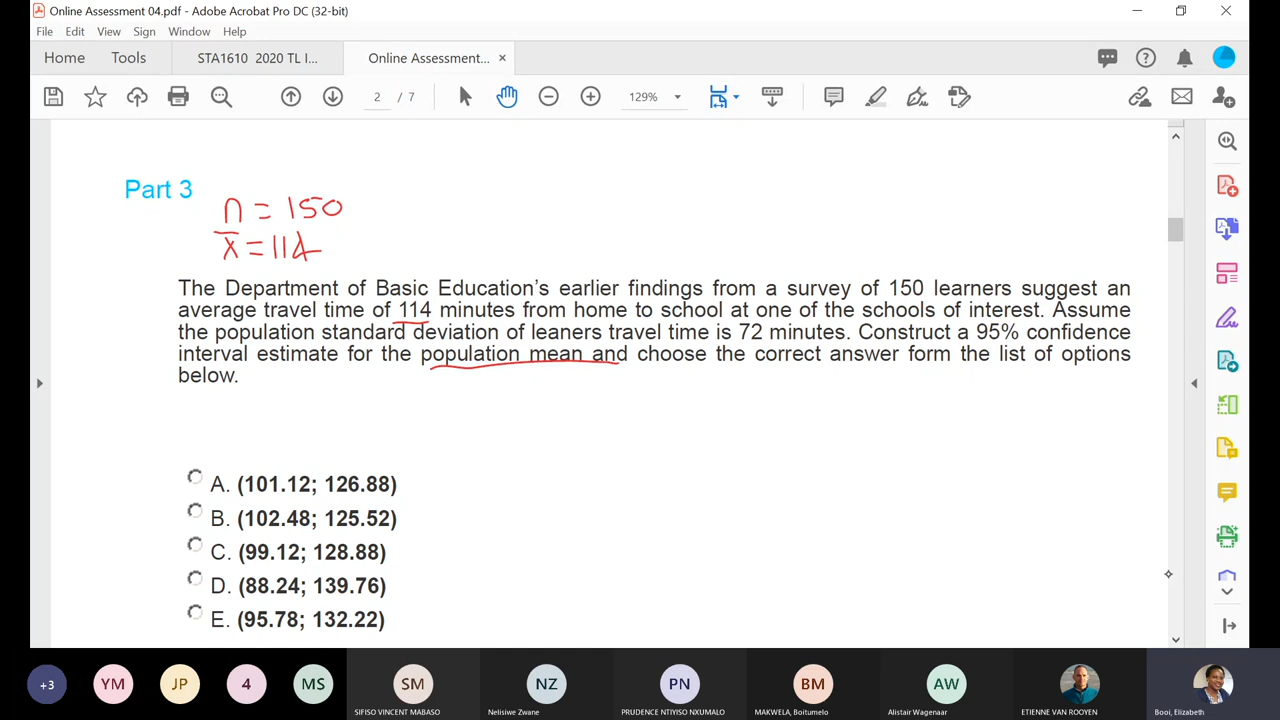 Online Assessment 04.pdf - Adobe Acrobat Pro DC (32-bit)
File Edit View Sign Window Help
Home Tools STA1610 2020 TL I... Online Assessment... ×
2 / 7 129%
Part 3
n = 150
x̄ = 114
The Department of Basic Education's earlier findings from a survey of 150 learners suggest an
average travel time of 114 minutes from home to school at one of the schools of interest. Assume
the population standard deviation of leaners travel time is 72 minutes. Construct a 95% confidence
interval estimate for the population mean and choose the correct answer form the list of options
below.
A. (101.12; 126.88)
B. (102.48; 125.52)
C. (99.12; 128.88)
D. (88.24; 139.76)
E. (95.78; 132.22)
+3 YM JP 4 MS SM NZ PN BM AW
SIFISO VINCENT MABASO Nelisiwe Zwane PRUDENCE NTIYISO NXUMALO MAKWELA, Boitumelo Alistair Wagenaar ETIENNE VAN ROOYEN Booi, Elizabeth